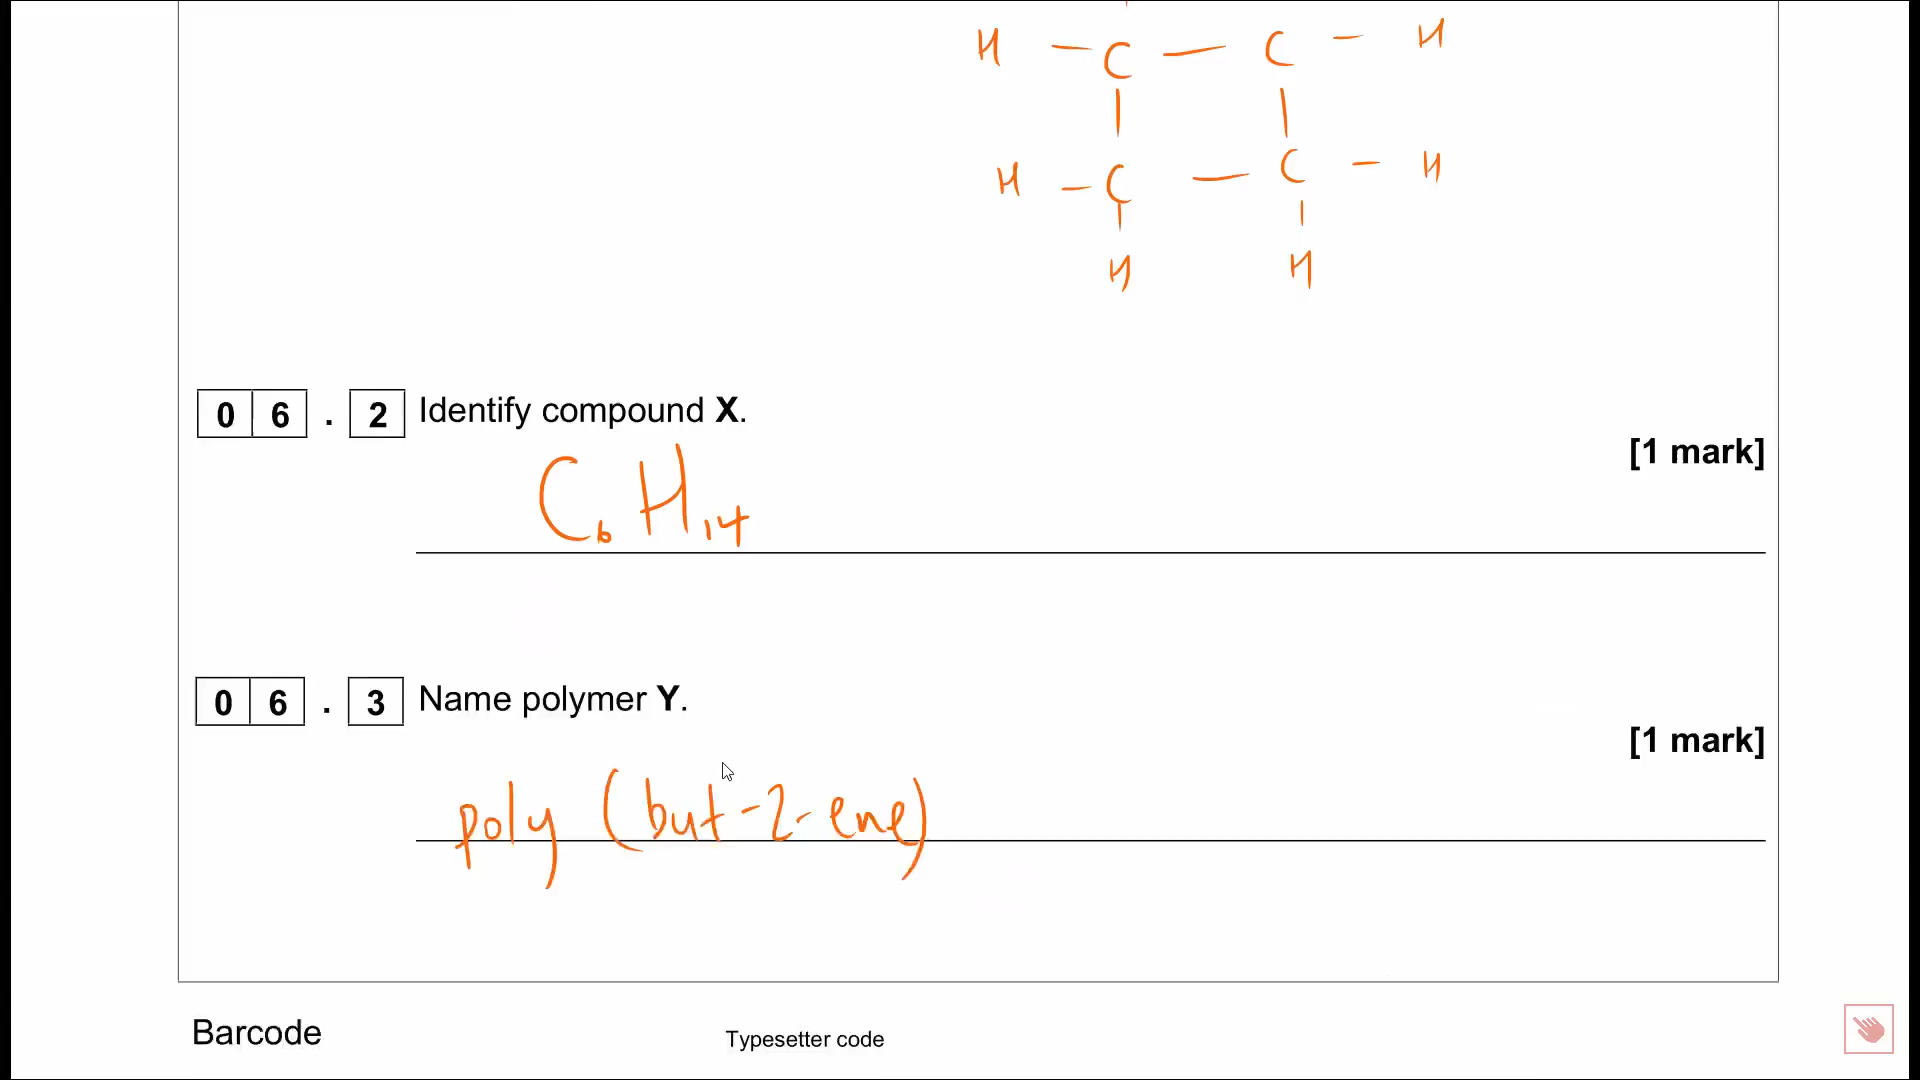 H - C - C - H
H - C - C - H
H H
0 6 . 2 Identify compound X.
[1 mark]
C6H14
0 6 . 3 Name polymer Y.
[1 mark]
poly (but-2-ene)
Barcode
Typesetter code